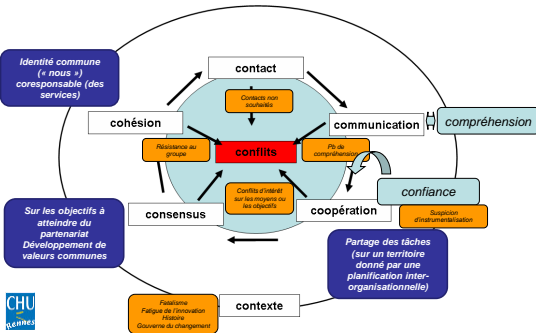 Identité commune
(« nous »)
coresponsable (des
services)
contact
Contacts non
souhaités
cohésion
communication
compréhension
Résistance au
groupe
conflits
Pb de
compréhension
confiance
Conflits d'intérêt
sur les moyens ou
les objectifs
Suspicion
d'instrumentalisation
consensus
coopération
Sur les objectifs à
atteindre du
partenariat
Développement de
valeurs communes
Partage des tâches
(sur un territoire
donné par une
planification inter-
organisationnelle)
Fatalisme
Fatigue de l'innovation
Histoire
Gouverne du changement
contexte
CHU
Rennes